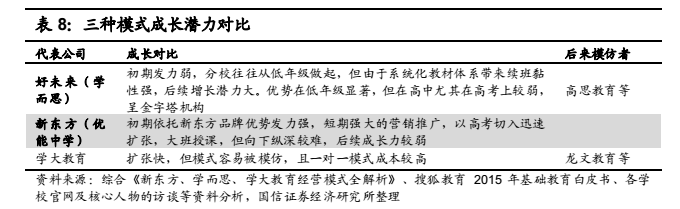 表 8：三种模式成长潜力对比
代表公司 成长对比 后来模仿者
初期发力弱，分校往往从低年级做起，但由于系统化教材体系带来续班黏
好未来（学
性强，后续增长潜力大。优势在低年级显著，但在高中尤其在高考上较弱，
高思教育等
而思）
呈金字塔机构
新东方（优
初期依托新东方品牌优势发力强，短期强大的营销推广，以高考切入迅速
能中学）
扩张，大班授课，但向下纵深较难，后续成长力弱
学大教育 扩张快，但模式容易被模仿，且一对一模式成本较高 龙文教育等
资料来源：综合《新东方、学而思、学大教育经营模式全解析》、搜狐教育 2015 年基础教育白皮书、各学
校官网及核心人物的访谈等资料分析，国信证券经济研究所整理